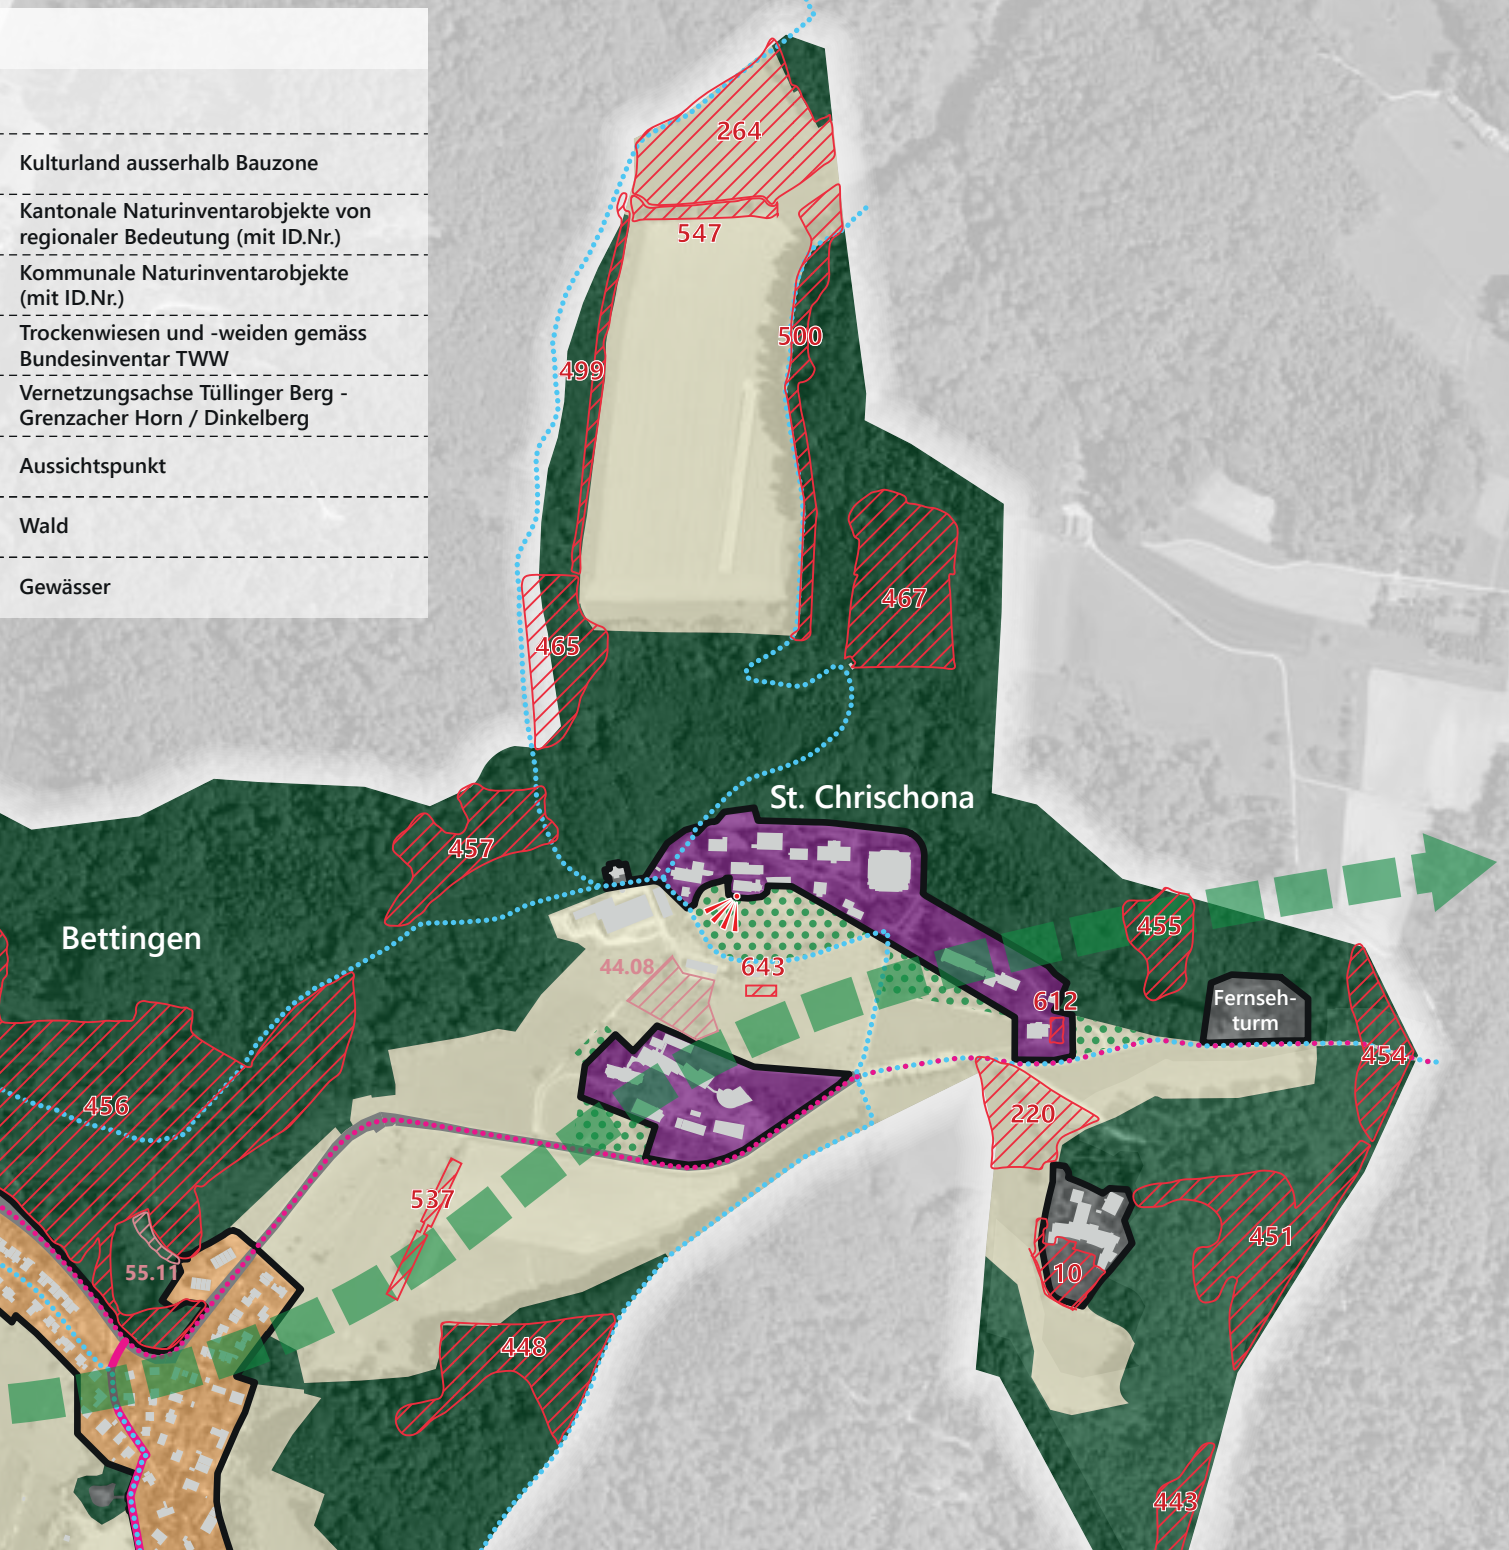 Kulturland ausserhalb Bauzone
Kantonale Naturinventarobjekte von
regionaler Bedeutung (mit ID.Nr.)
Kommunale Naturinventarobjekte
(mit ID.Nr.)
Trockenwiesen und -weiden gemäss
Bundesinventar TWW
Vernetzungsachse Tüllinger Berg -
Grenzacher Horn / Dinkelberg
Aussichtspunkt
Wald
Gewässer
264
547
500
499
467
465
St. Chrischona
457
455
Bettingen
44.08
643
612
Fernseh-
turm
454
456
220
537
451
55.11
10
448
443